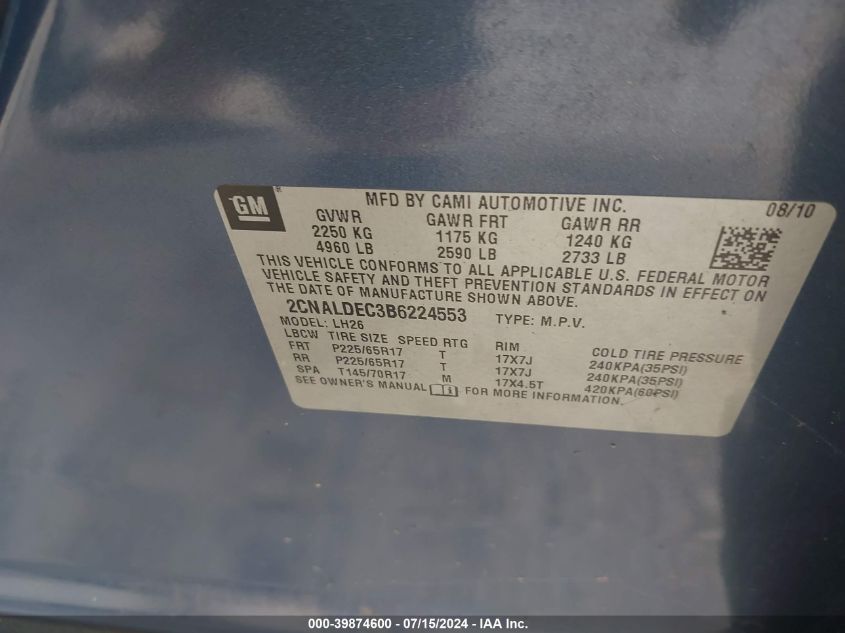 GM
MFD BY CAMI AUTOMOTIVE INC. 08/10
GVWR GAWR FRT GAWR RR
2250 KG 1175 KG 1240 KG
4960 LB 2590 LB 2733 LB
THIS VEHICLE CONFORMS TO ALL APPLICABLE U.S. FEDERAL MOTOR
VEHICLE SAFETY AND THEFT PREVENTION STANDARDS IN EFFECT ON
THE DATE OF MANUFACTURE SHOWN ABOVE.
2CNALDEC3B6224553 TYPE: M.P.V.
MODEL: LH26
LBCW TIRE SIZE SPEED RTG RIM COLD TIRE PRESSURE
FRT P225/65R17 T 17X7J 240KPA(35PSI)
RR P225/65R17 T 17X7J 240KPA(35PSI)
SPA T145/70R17 M 17X4.5T 420KPA(60PSI)
SEE OWNER'S MANUAL FOR MORE INFORMATION.
000-39874600 - 07/15/2024 - IAA Inc.